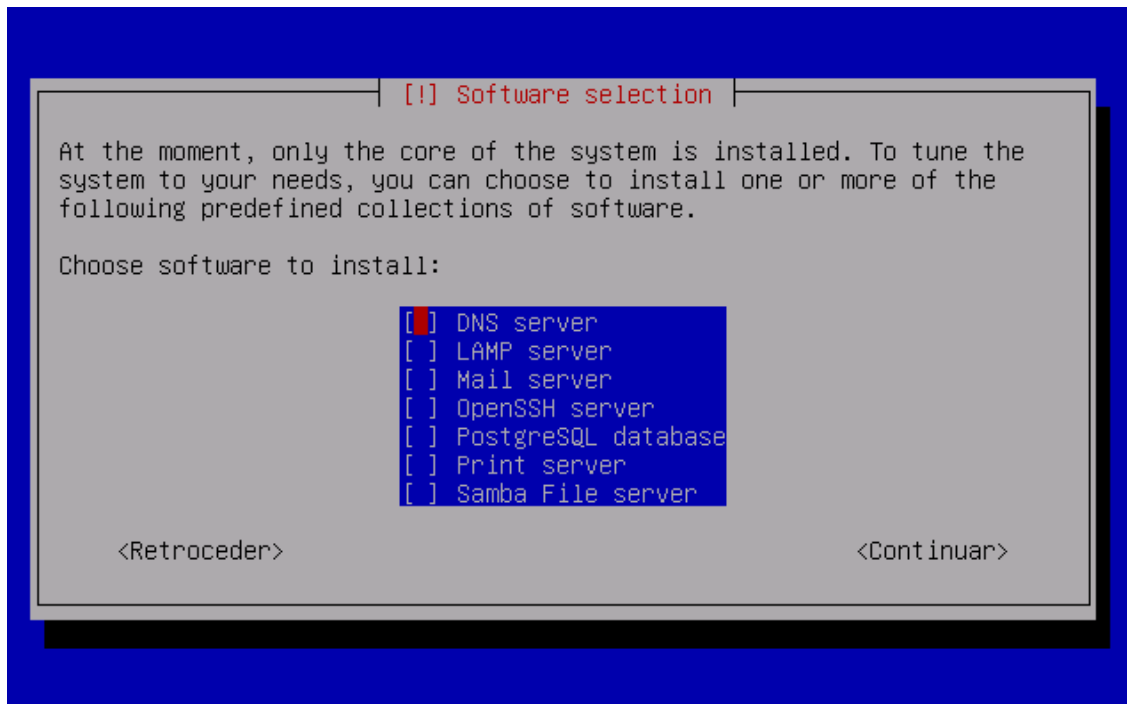 [!] Software selection
At the moment, only the core of the system is installed. To tune the
system to your needs, you can choose to install one or more of the
following predefined collections of software.
Choose software to install:
[ ] DNS server
[ ] LAMP server
[ ] Mail server
[ ] OpenSSH server
[ ] PostgreSQL database
[ ] Print server
[ ] Samba File server
<Retroceder> <Continuar>